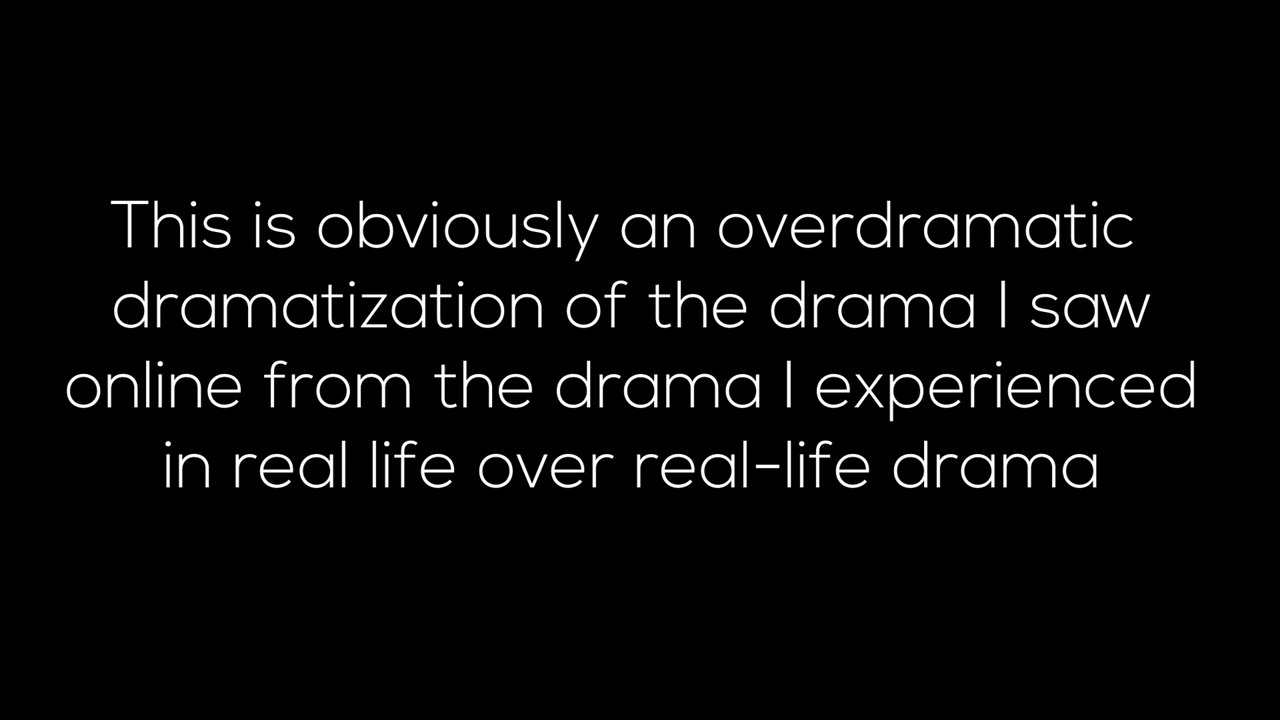 This is obviously an overdramatic
dramatization of the drama I saw
online from the drama I experienced
in real life over real-life drama